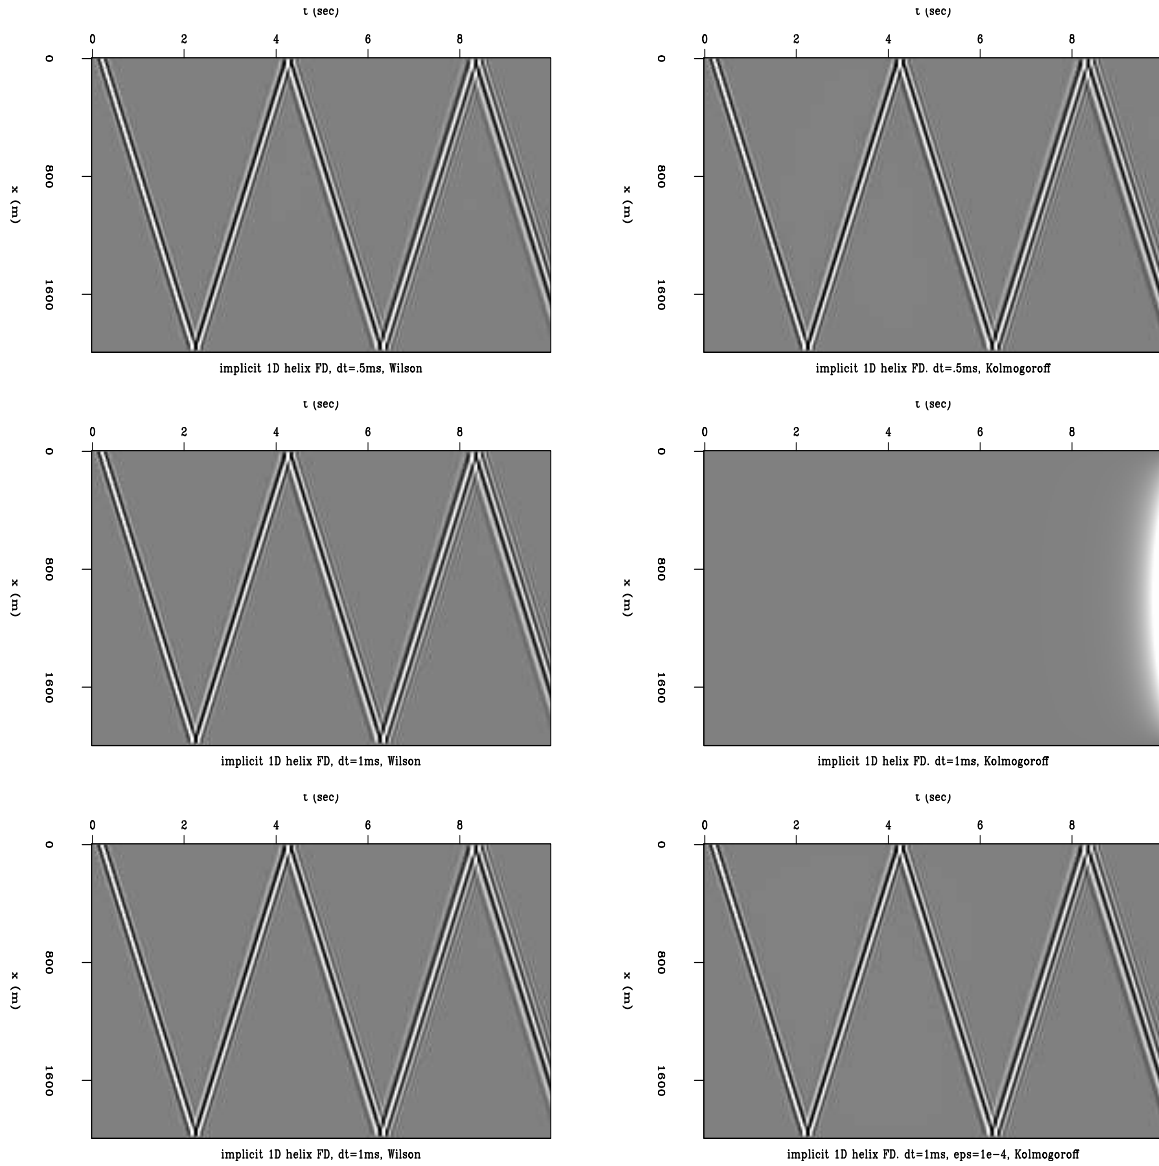 t (sec)
0 2 4 6 8
0
800
1600
x (m)
implicit 1D helix FD, dt=.5ms, Wilson
t (sec)
0 2 4 6 8
0
800
1600
x (m)
implicit 1D helix FD. dt=.5ms, Kolmogoroff
t (sec)
0 2 4 6 8
0
800
1600
x (m)
implicit 1D helix FD, dt=1ms, Wilson
t (sec)
0 2 4 6 8
0
800
1600
x (m)
implicit 1D helix FD. dt=1ms, Kolmogoroff
t (sec)
0 2 4 6 8
0
800
1600
x (m)
implicit 1D helix FD, dt=1ms, Wilson
t (sec)
0 2 4 6 8
0
800
1600
x (m)
implicit 1D helix FD. dt=1ms, eps=1e-4, Kolmogoroff